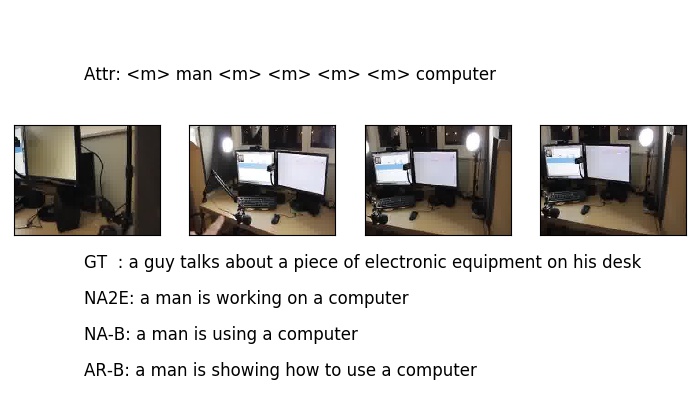 Attr: <m> man <m> <m> <m> <m> computer
GT : a guy talks about a piece of electronic equipment on his desk
NA2E: a man is working on a computer
NA-B: a man is using a computer
AR-B: a man is showing how to use a computer